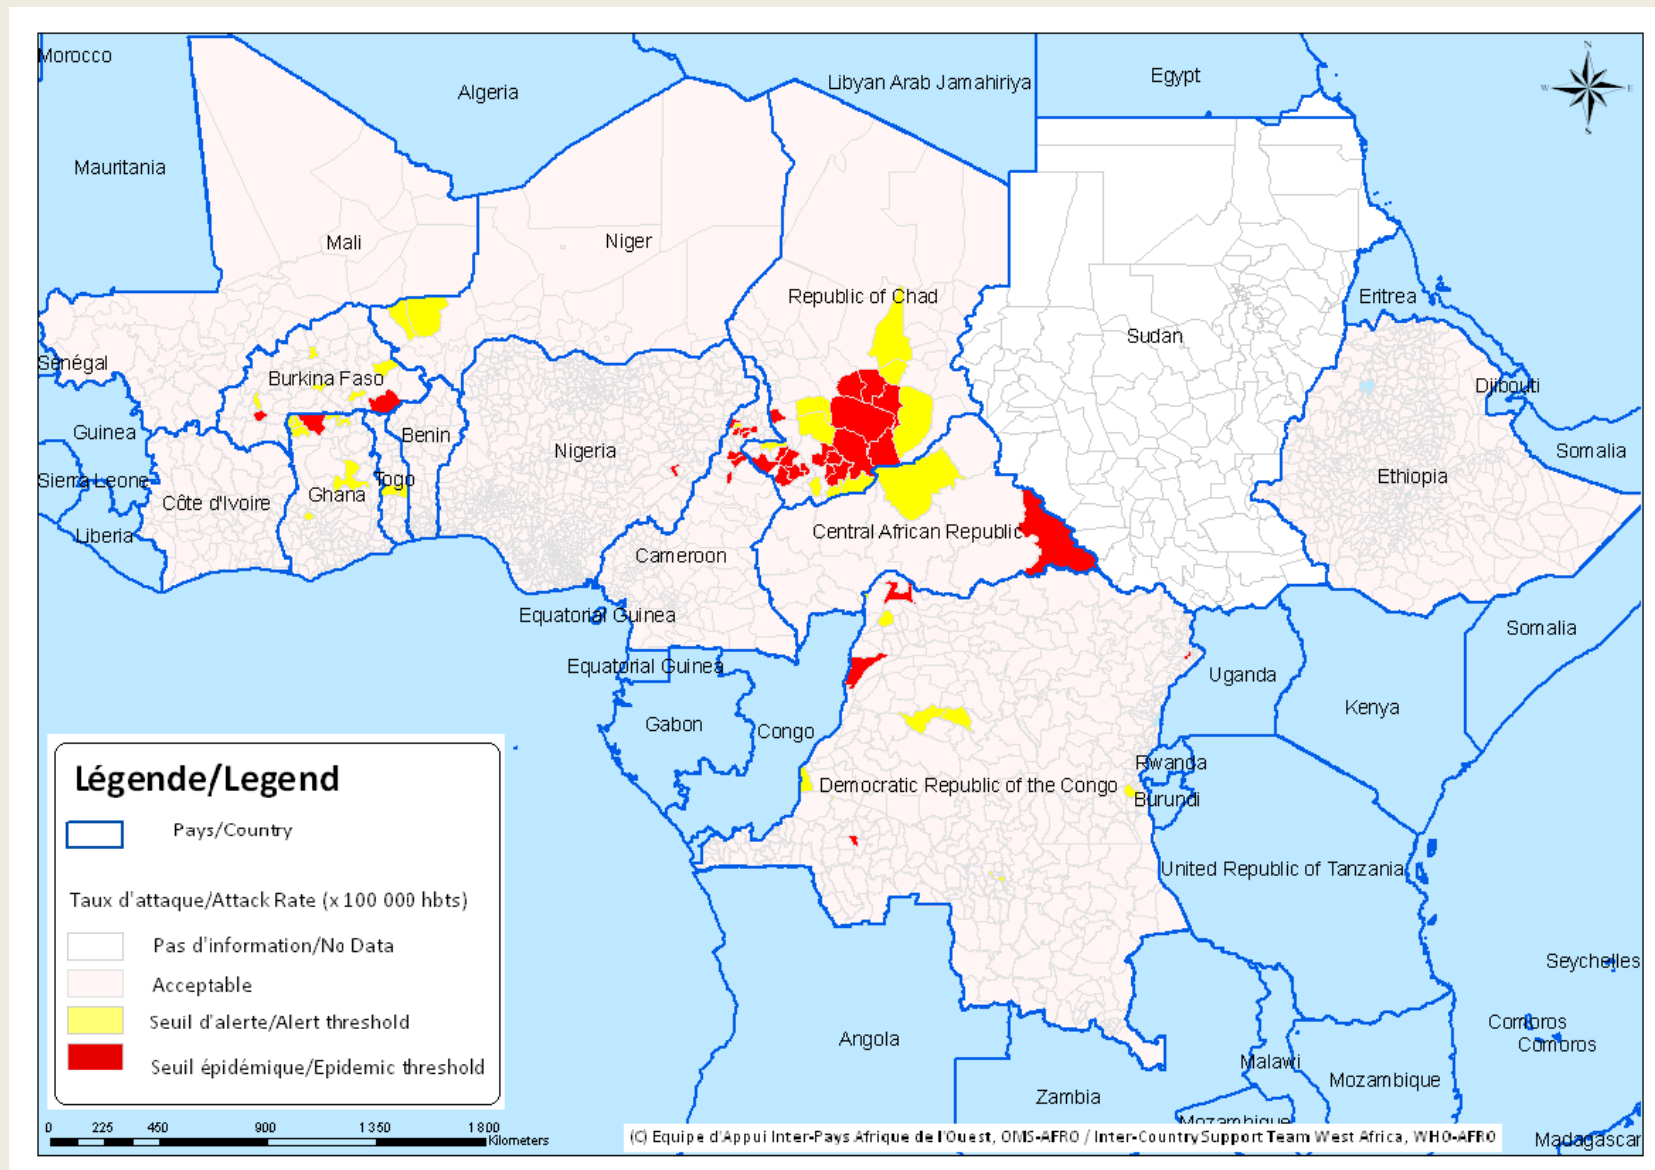 Morocco
Algeria
Libyan Arab Jamahiriya
Egypt
N
W
E
S
Mauritania
Mali
Niger
Republic of Chad
Sudan
Eritrea
Sénégal
Burkina Faso
Djibouti
Guinea
Benin
Nigeria
Somalia
Sierra Leone
Togo
Ethiopia
Côte d'Ivoire
Ghana
Liberia
Central African Republic
Cameroon
Equatorial Guinea
Somalia
Equatorial Guinea
Uganda
Gabon
Congo
Kenya
Rwanda
Democratic Republic of the Congo
Burundi
United Republic of Tanzania
Seychelles
Comoros
Comoros
Angola
Malawi
Mozambique
Zambia
Mozambique
Madagascar
Légende/Legend
Pays/Country
Taux d'attaque/Attack Rate (x 100 000 hbts)
Pas d'information/No Data
Acceptable
Seuil d'alerte/Alert threshold
Seuil épidémique/Epidemic threshold
0 225 450 900 1 350 1 800
Kilometers
(C) Equipe d'Appui Inter-Pays Afrique de l'Ouest, OMS-AFRO / Inter-Country Support Team West Africa, WHO-AFRO